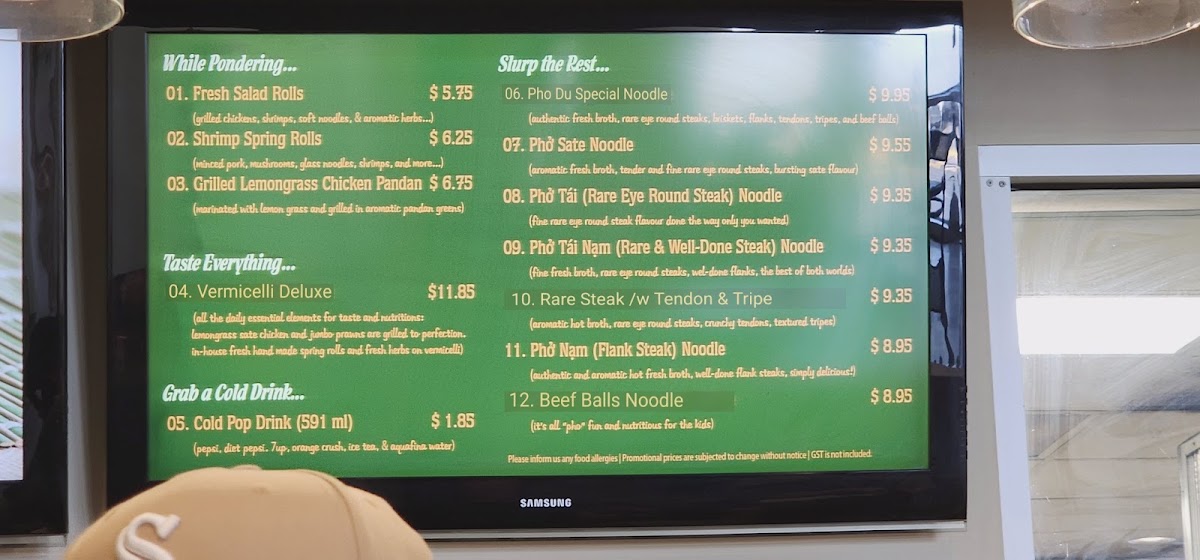 While Pondering...
01. Fresh Salad Rolls $ 5.75
(grilled chickens, shrimps, soft noodles, & aromatic herbs...)
02. Shrimp Spring Rolls $ 6.25
(minced pork, mushrooms, glass noodles, shrimps, and more...)
03. Grilled Lemongrass Chicken Pandan $ 6.75
(marinated with lemon grass and grilled in aromatic pandan greens)
Taste Everything...
04. Vermicelli Deluxe $11.85
(all the daily essential elements for taste and nutritions:
lemongrass sate chicken and jumbo prawns are grilled to perfection.
in-house fresh hand made spring rolls and fresh herbs on vermicelli)
Grab a Cold Drink...
05. Cold Pop Drink (591 ml) $ 1.85
(pepsi, diet pepsi, 7up, orange crush, ice tea, & aquafina water)
Slurp the Rest...
06. Pho Du Special Noodle $ 9.95
(authentic fresh broth, rare eye round steaks, briskets, flanks, tendons, tripes, and beef balls)
07. Phở Sate Noodle $ 9.55
(aromatic fresh broth, tender and fine rare eye round steaks, bursting sate flavour)
08. Phở Tái (Rare Eye Round Steak) Noodle $ 9.35
(fine rare eye round steak flavour done the way only you wanted)
09. Phở Tái Nạm (Rare & Well-Done Steak) Noodle $ 9.35
(fine fresh broth, rare eye round steaks, wel-done flanks, the best of both worlds)
10. Rare Steak /w Tendon & Tripe $ 9.35
(aromatic hot broth, rare eye round steaks, crunchy tendons, textured tripes)
11. Phở Nạm (Flank Steak) Noodle $ 8.95
(authentic and aromatic hot fresh broth, well-done flank steaks, simply delicious!)
12. Beef Balls Noodle $ 8.95
(it's all "pho" fun and nutritious for the kids)
Please inform us any food allergies | Promotional prices are subjected to change without notice | GST is not included.
SAMSUNG
S